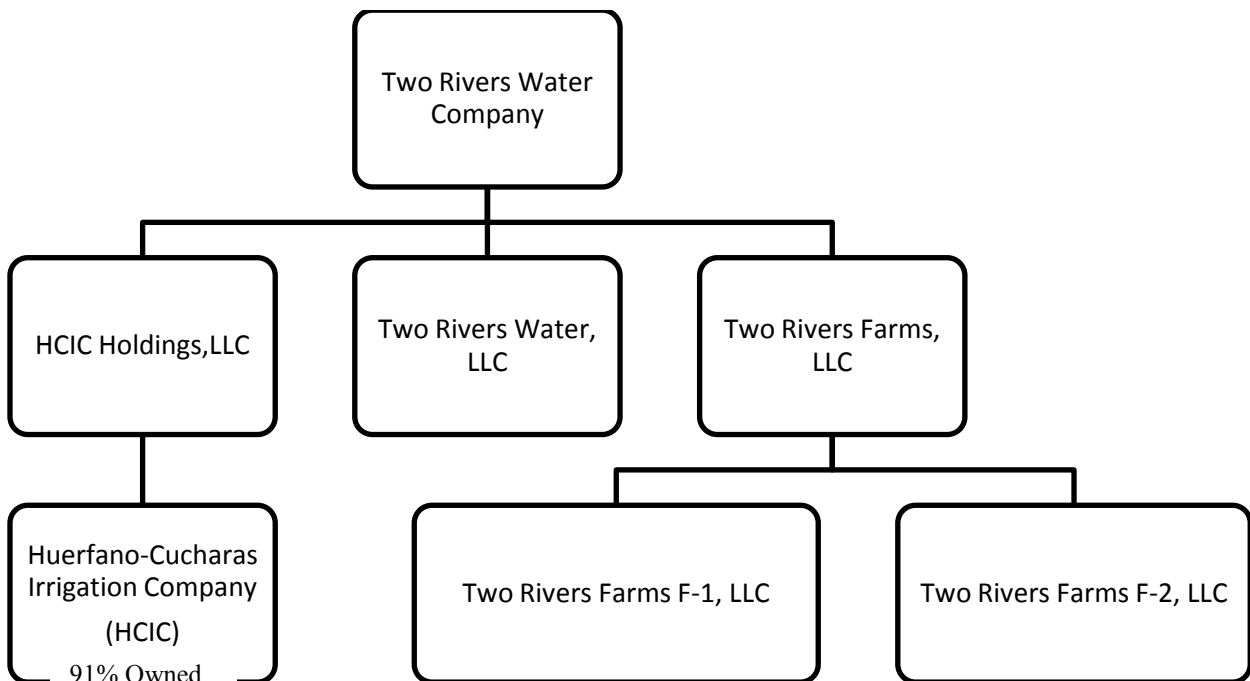 Two Rivers Water
Company
HCIC Holdings,LLC
Two Rivers Water,
LLC
Two Rivers Farms,
LLC
Huerfano-Cucharas
Irrigation Company
(HCIC)
91% Owned
Two Rivers Farms F-1, LLC
Two Rivers Farms F-2, LLC